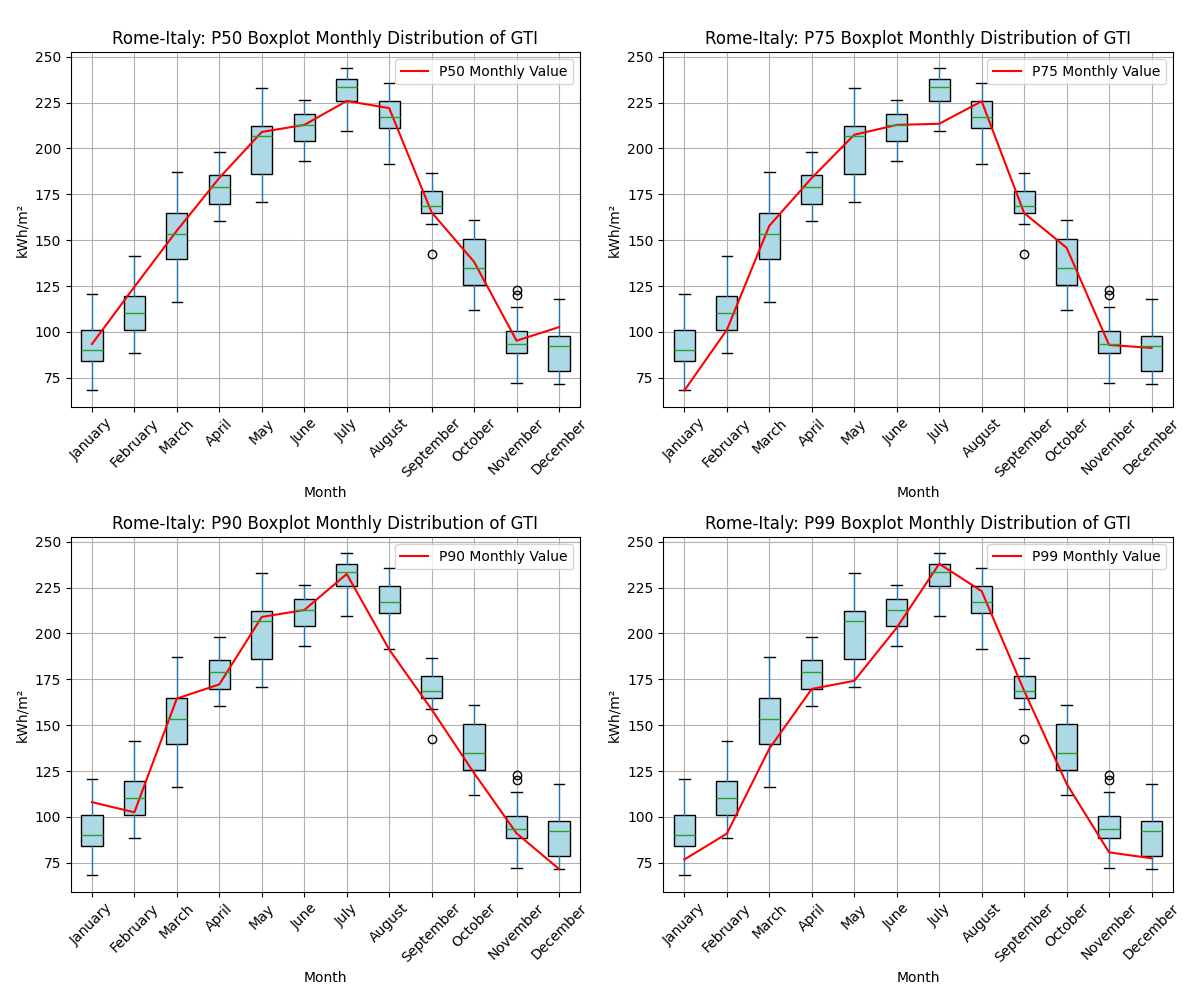 Rome-Italy: P50 Boxplot Monthly Distribution of GTI
250
225
200
175
150
125
100
75
kWh/m²
P50 Monthly Value
January
February
March
April
May
June
July
August
September
October
November
December
Month
Rome-Italy: P75 Boxplot Monthly Distribution of GTI
250
225
200
175
150
125
100
75
kWh/m²
P75 Monthly Value
January
February
March
April
May
June
July
August
September
October
November
December
Month
Rome-Italy: P90 Boxplot Monthly Distribution of GTI
250
225
200
175
150
125
100
75
kWh/m²
P90 Monthly Value
January
February
March
April
May
June
July
August
September
October
November
December
Month
Rome-Italy: P99 Boxplot Monthly Distribution of GTI
250
225
200
175
150
125
100
75
kWh/m²
P99 Monthly Value
January
February
March
April
May
June
July
August
September
October
November
December
Month